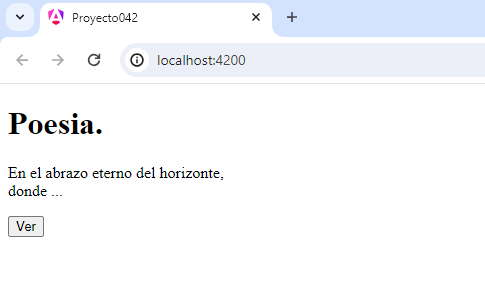 Proyecto042
localhost:4200
Poesia.
En el abrazo eterno del horizonte,
donde ...
Ver